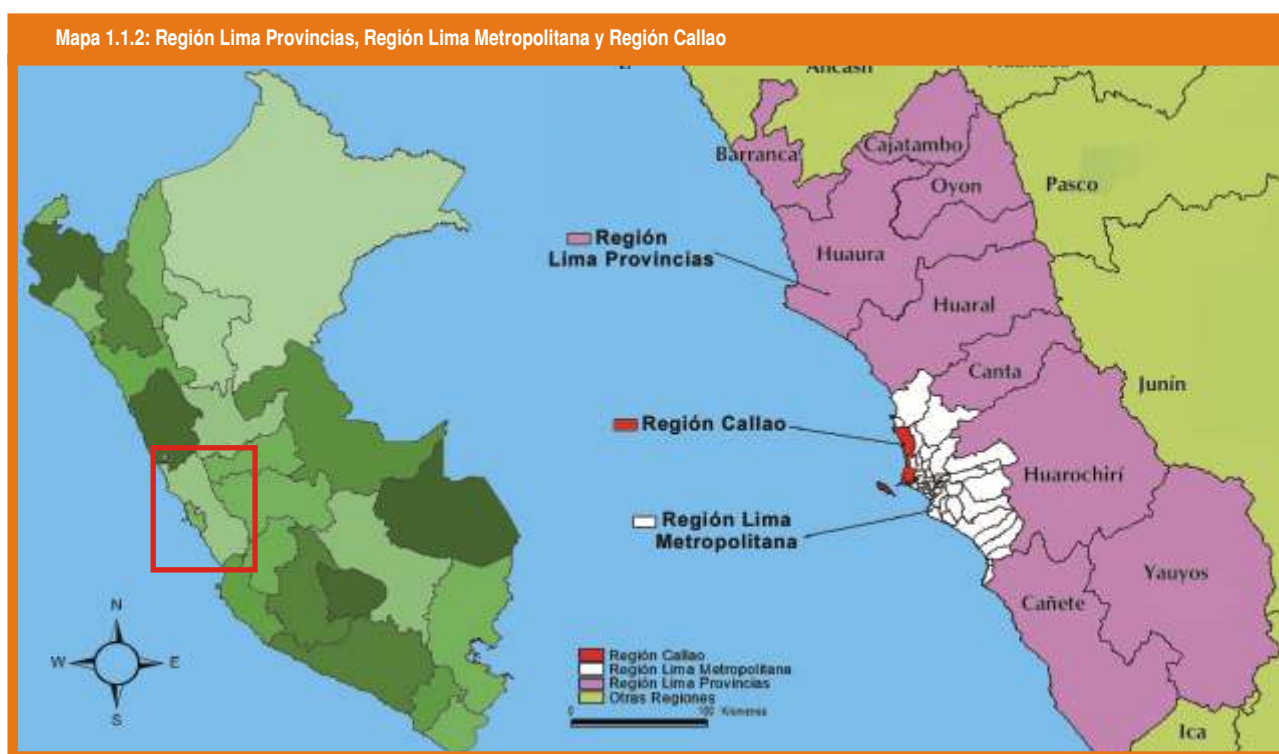 Mapa 1.1.2: Región Lima Provincias, Región Lima Metropolitana y Región Callao
Ancash
Barranca
Cajatambo
Oyon
Pasco
Región
Lima Provincias
Huaura
Huaral
Canta
Junín
Región Callao
Huarochirí
Región Lima
Metropolitana
Yauyos
Cañete
N
W
E
S
Región Callao
Región Lima Metropolitana
Región Lima Provincias
Otras Regiones
0
Ica